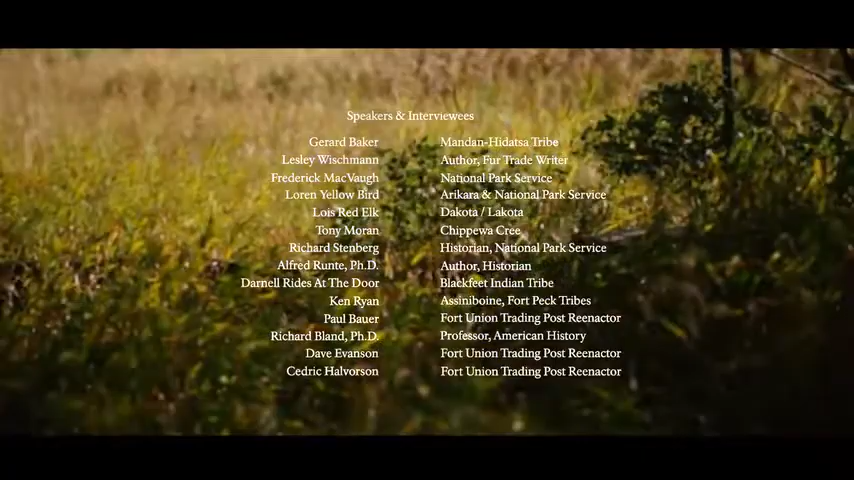 Speakers & Interviewees
Gerard Baker Mandan-Hidatsa Tribe
Lesley Wischmann Author, Fur Trade Writer
Frederick MacVaugh National Park Service
Loren Yellow Bird Arikara & National Park Service
Lois Red Elk Dakota / Lakota
Tony Moran Chippewa Cree
Richard Stenberg Historian, National Park Service
Alfred Runte, Ph.D. Author, Historian
Darnell Rides At The Door Blackfeet Indian Tribe
Ken Ryan Assiniboine, Fort Peck Tribes
Paul Bauer Fort Union Trading Post Reenactor
Richard Bland, Ph.D. Professor, American History
Dave Evanson Fort Union Trading Post Reenactor
Cedric Halvorson Fort Union Trading Post Reenactor